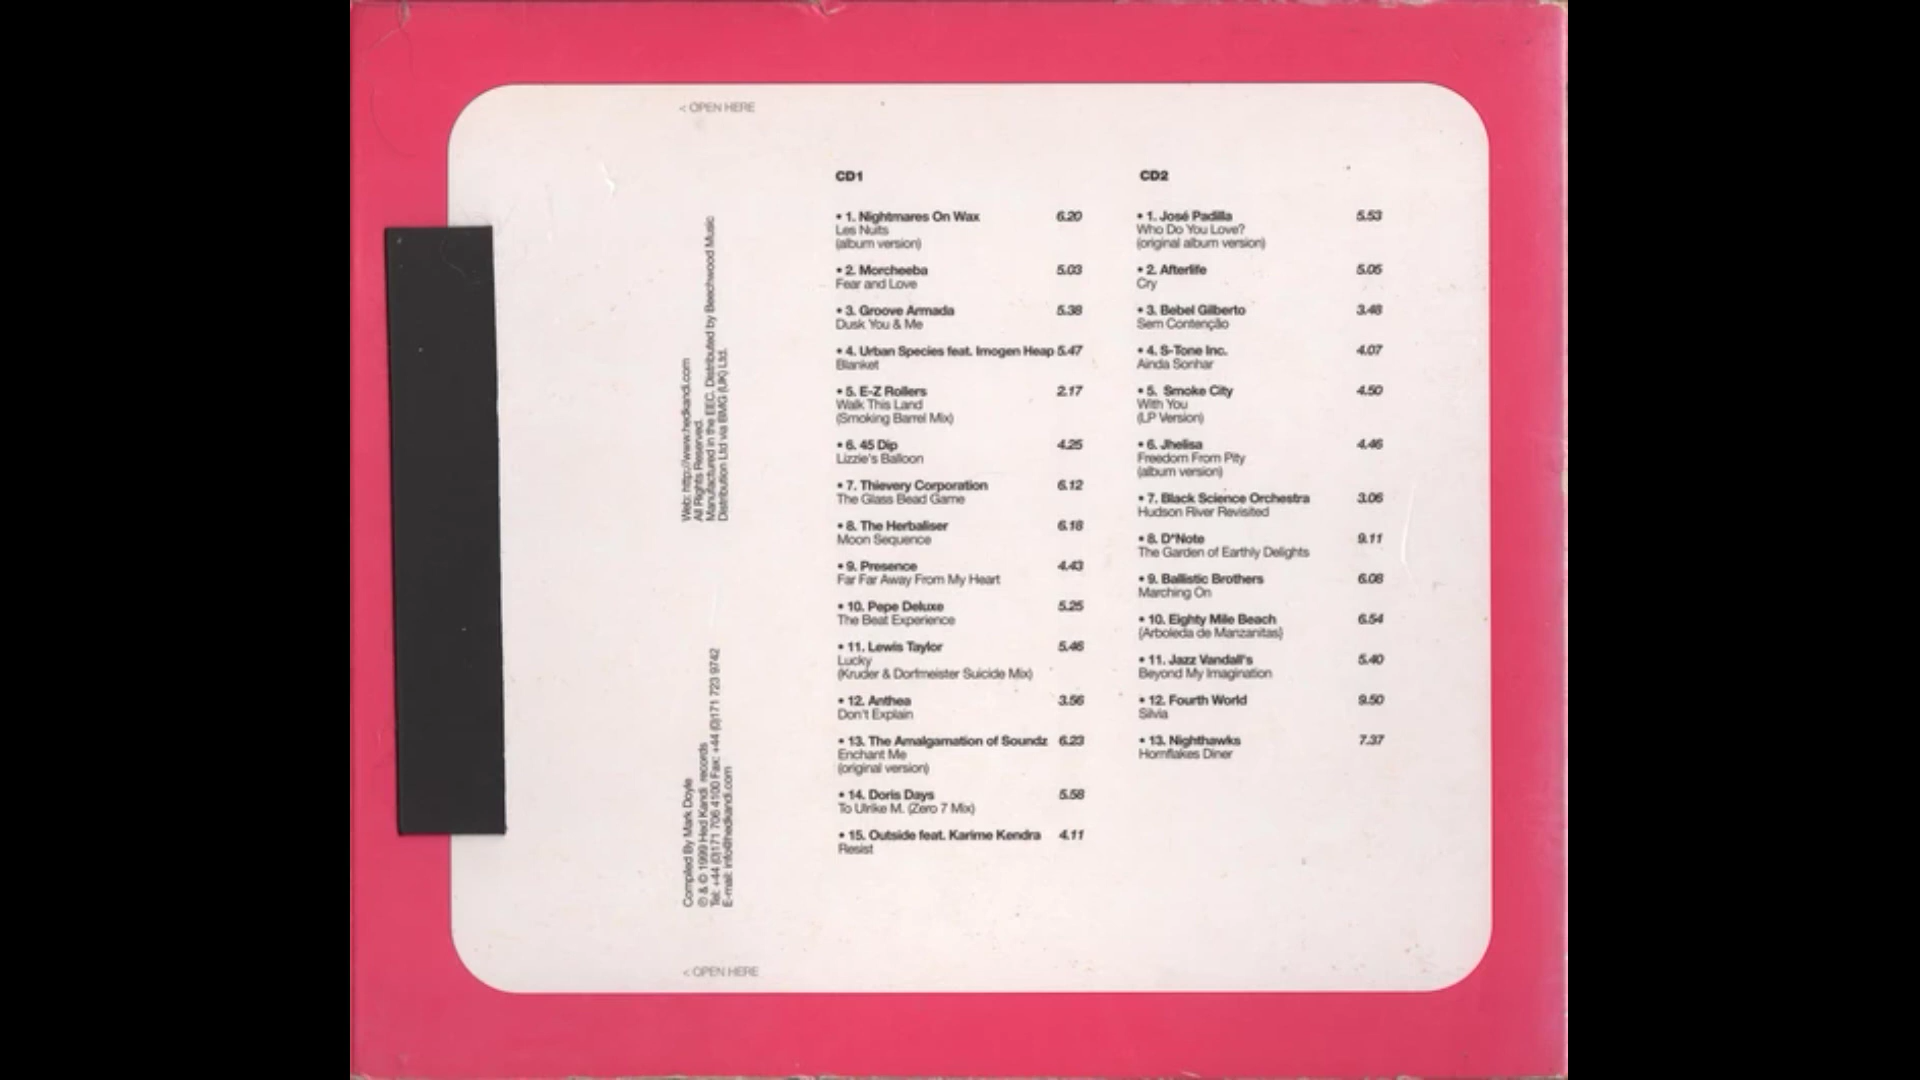 < OPEN HERE
Web: http://www.hedkandi.com
All Rights Reserved.
Manufactured in the EEC. Distributed by Beechwood Music
Distribution Ltd via BMG (UK) Ltd.
Compiled By Mark Doyle
℗ & © 1999 Hed Kandi records
Tel: +44 (0)171 706 4100 Fax: +44 (0)171 723 9742
E-mail: info@hedkandi.com
CD1
• 1. Nightmares On Wax 6.20
Les Nuits
(album version)
• 2. Morcheeba 5.03
Fear and Love
• 3. Groove Armada 5.38
Dusk You & Me
• 4. Urban Species feat. Imogen Heap 5.47
Blanket
• 5. E-Z Rollers 2.17
Walk This Land
(Smoking Barrel Mix)
• 6. 45 Dip 4.25
Lizzie's Balloon
• 7. Thievery Corporation 6.12
The Glass Bead Game
• 8. The Herbaliser 6.18
Moon Sequence
• 9. Presence 4.43
Far Far Away From My Heart
• 10. Pepe Deluxe 5.25
The Beat Experience
• 11. Lewis Taylor 5.46
Lucky
(Kruder & Dorfmeister Suicide Mix)
• 12. Anthea 3.56
Don't Explain
• 13. The Amalgamation of Soundz 6.23
Enchant Me
(original version)
• 14. Doris Days 5.58
To Ulrike M. (Zero 7 Mix)
• 15. Outside feat. Karime Kendra 4.11
Resist
CD2
• 1. José Padilla 5.53
Who Do You Love?
(original album version)
• 2. Afterlife 5.05
Cry
• 3. Bebel Gilberto 3.48
Sem Contenção
• 4. S-Tone Inc. 4.07
Ainda Sonhar
• 5. Smoke City 4.50
With You
(LP Version)
• 6. Jhelisa 4.46
Freedom From Pity
(album version)
• 7. Black Science Orchestra 3.06
Hudson River Revisited
• 8. D*Note 9.11
The Garden of Earthly Delights
• 9. Ballistic Brothers 6.08
Marching On
• 10. Eighty Mile Beach 6.54
(Arboleda de Manzanitas)
• 11. Jazz Vandall's 5.40
Beyond My Imagination
• 12. Fourth World 9.50
Silvia
• 13. Nighthawks 7.37
Hornflakes Diner
< OPEN HERE